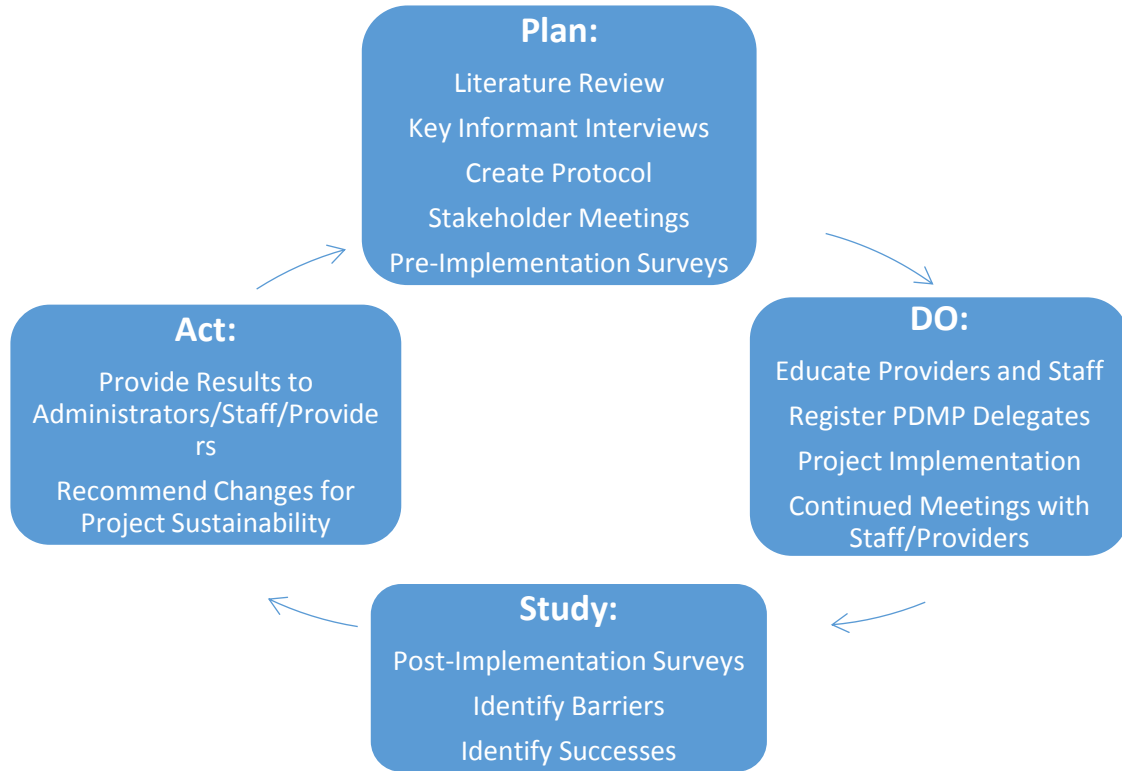 Plan:
Literature Review
Key Informant Interviews
Create Protocol
Stakeholder Meetings
Pre-Implementation Surveys
DO:
Educate Providers and Staff
Register PDMP Delegates
Project Implementation
Continued Meetings with
Staff/Providers
Study:
Post-Implementation Surveys
Identify Barriers
Identify Successes
Act:
Provide Results to
Administrators/Staff/Provide
rs
Recommend Changes for
Project Sustainability